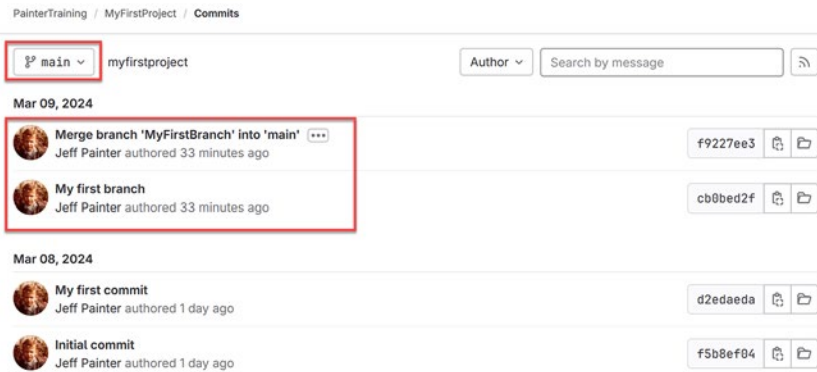 PainterTraining / MyFirstProject / Commits
main myfirstproject Author Search by message
Mar 09, 2024
Merge branch 'MyFirstBranch' into 'main' ...
Jeff Painter authored 33 minutes ago
f9227ee3
My first branch
Jeff Painter authored 33 minutes ago
cb0bed2f
Mar 08, 2024
My first commit
Jeff Painter authored 1 day ago
d2edaeda
Initial commit
Jeff Painter authored 1 day ago
f5b8ef04